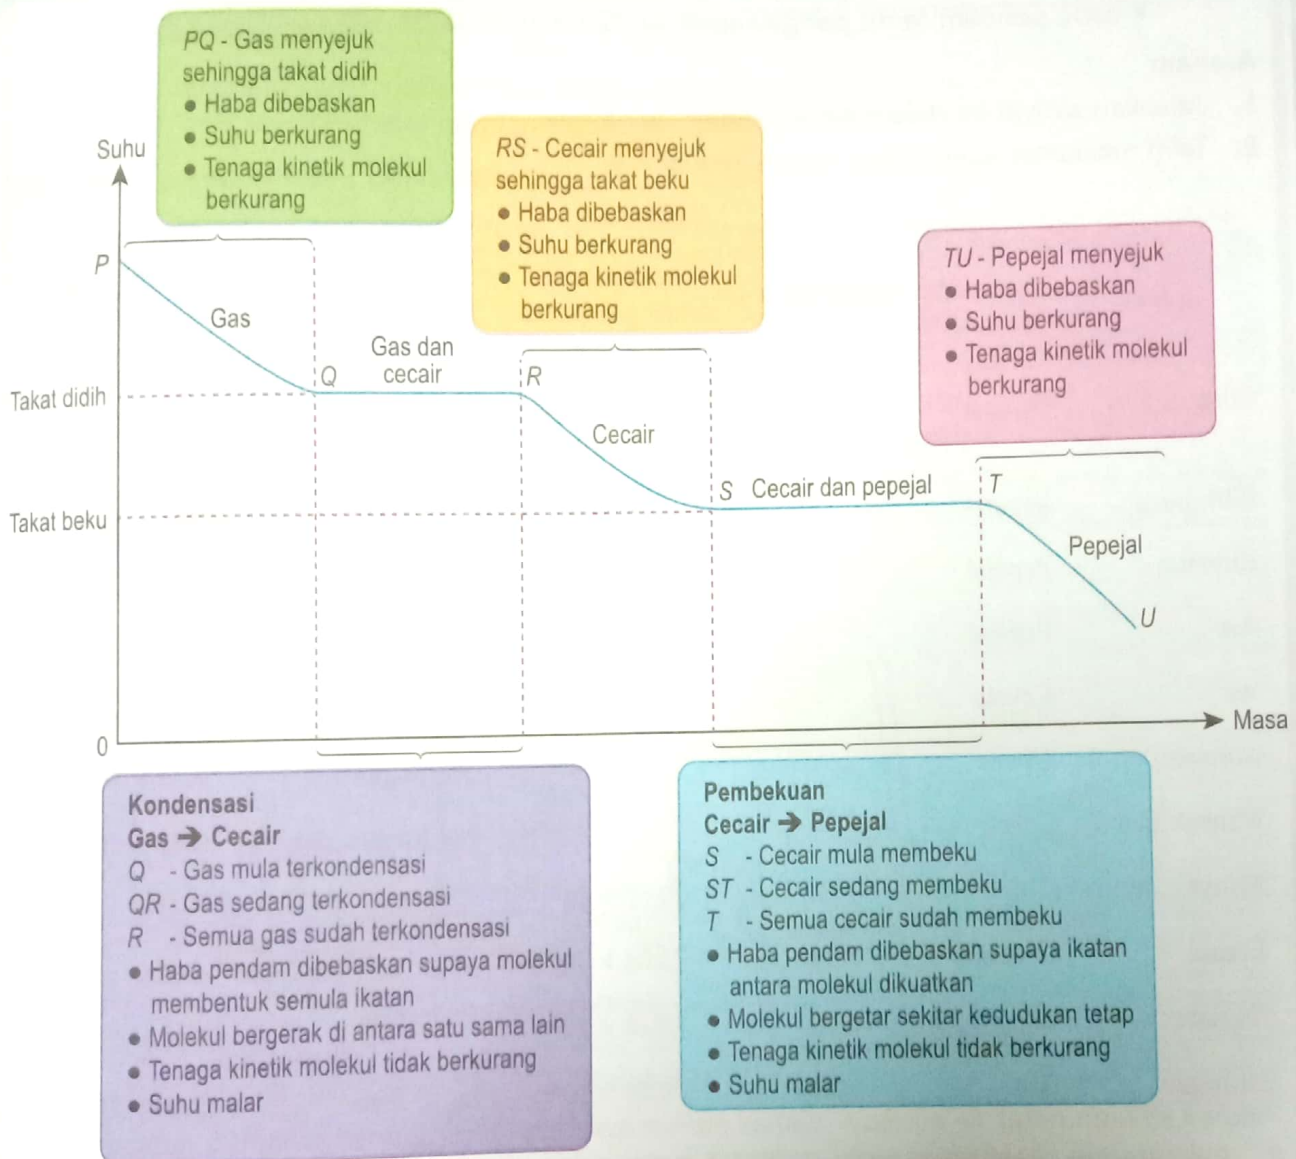 PQ - Gas menyejuk
sehingga takat didih
• Haba dibebaskan
• Suhu berkurang
• Tenaga kinetik molekul
berkurang
RS - Cecair menyejuk
sehingga takat beku
• Haba dibebaskan
• Suhu berkurang
• Tenaga kinetik molekul
berkurang
TU - Pepejal menyejuk
• Haba dibebaskan
• Suhu berkurang
• Tenaga kinetik molekul
berkurang
Suhu
P
Gas
Q
Gas dan
cecair
R
Takat didih
Cecair
S
Cecair dan pepejal
T
Takat beku
Pepejal
U
0
Masa
Kondensasi
Gas ➔ Cecair
Q - Gas mula terkondensasi
QR - Gas sedang terkondensasi
R - Semua gas sudah terkondensasi
• Haba pendam dibebaskan supaya molekul
membentuk semula ikatan
• Molekul bergerak di antara satu sama lain
• Tenaga kinetik molekul tidak berkurang
• Suhu malar
Pembekuan
Cecair ➔ Pepejal
S - Cecair mula membeku
ST - Cecair sedang membeku
T - Semua cecair sudah membeku
• Haba pendam dibebaskan supaya ikatan
antara molekul dikuatkan
• Molekul bergetar sekitar kedudukan tetap
• Tenaga kinetik molekul tidak berkurang
• Suhu malar